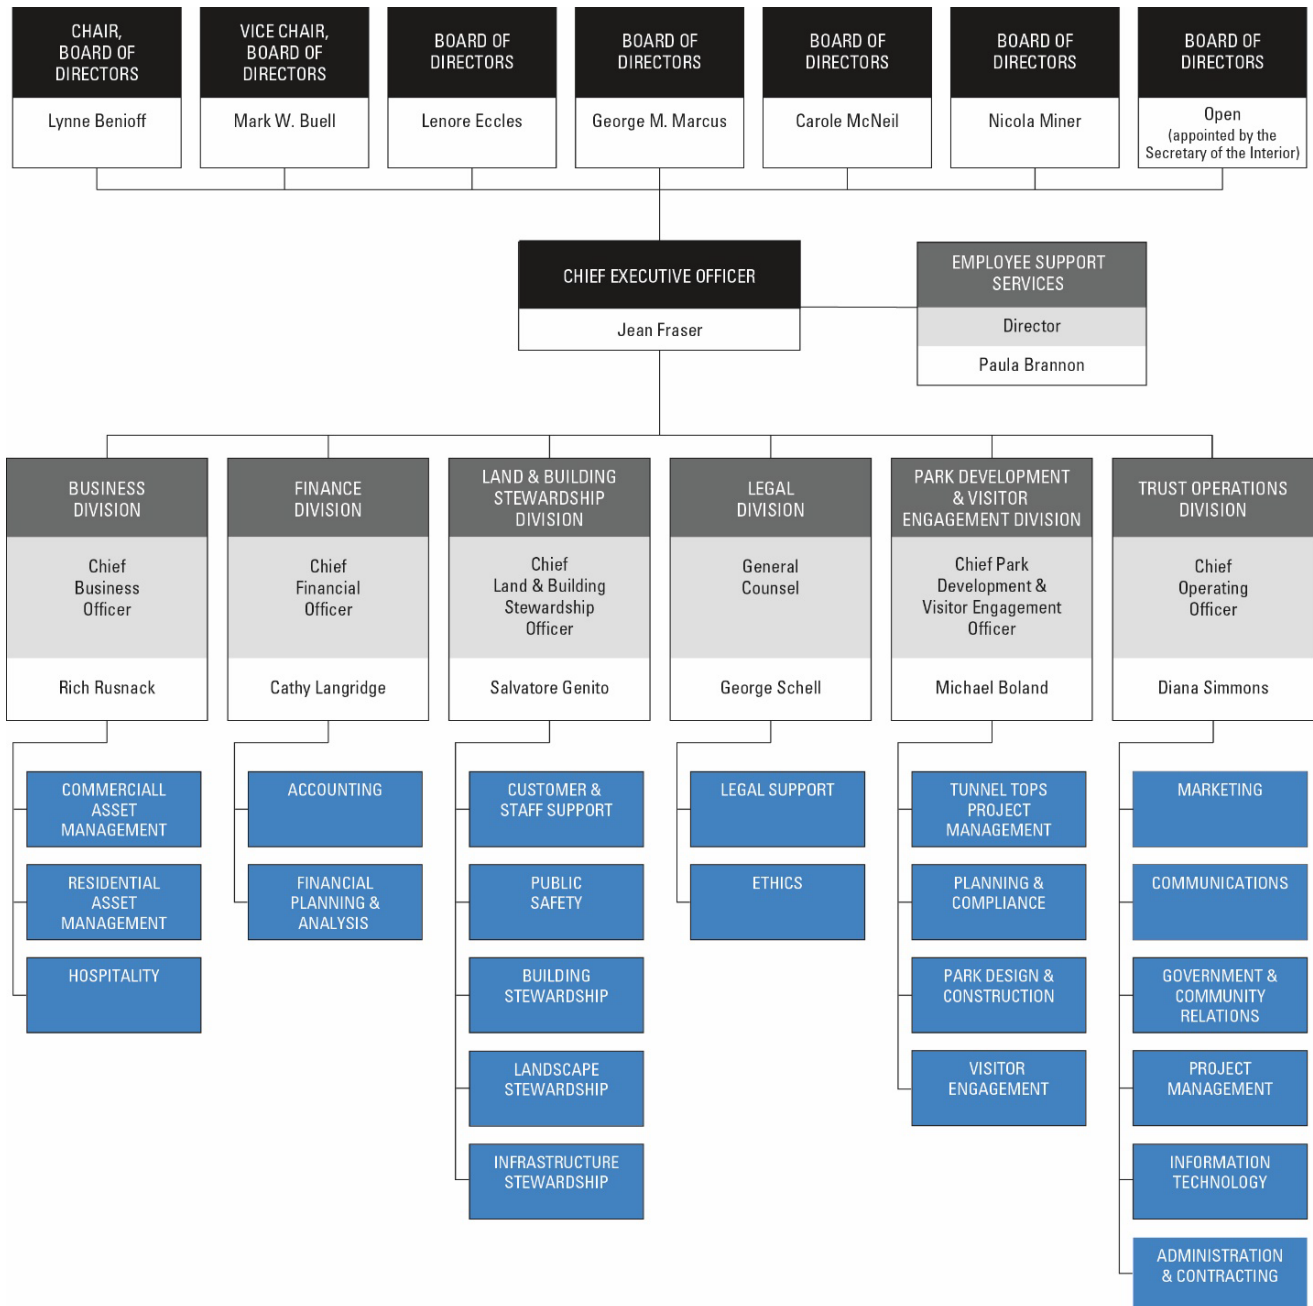 CHAIR,
BOARD OF
DIRECTORS
Lynne Benioff
VICE CHAIR,
BOARD OF
DIRECTORS
Mark W. Buell
BOARD OF
DIRECTORS
Lenore Eccles
BOARD OF
DIRECTORS
George M. Marcus
BOARD OF
DIRECTORS
Carole McNeil
BOARD OF
DIRECTORS
Nicola Miner
BOARD OF
DIRECTORS
Open
(appointed by the
Secretary of the Interior)
CHIEF EXECUTIVE OFFICER
Jean Fraser
EMPLOYEE SUPPORT
SERVICES
Director
Paula Brannon
BUSINESS
DIVISION
Chief
Business
Officer
Rich Rusnack
COMMERCIALL
ASSET
MANAGEMENT
RESIDENTIAL
ASSET
MANAGEMENT
HOSPITALITY
FINANCE
DIVISION
Chief
Financial
Officer
Cathy Langridge
ACCOUNTING
FINANCIAL
PLANNING &
ANALYSIS
LAND & BUILDING
STEWARDSHIP
DIVISION
Chief
Land & Building
Stewardship
Officer
Salvatore Genito
CUSTOMER &
STAFF SUPPORT
PUBLIC
SAFETY
BUILDING
STEWARDSHIP
LANDSCAPE
STEWARDSHIP
INFRASTRUCTURE
STEWARDSHIP
LEGAL
DIVISION
General
Counsel
George Schell
LEGAL SUPPORT
ETHICS
PARK DEVELOPMENT
& VISITOR
ENGAGEMENT DIVISION
Chief Park
Development &
Visitor Engagement
Officer
Michael Boland
TUNNEL TOPS
PROJECT
MANAGEMENT
PLANNING &
COMPLIANCE
PARK DESIGN &
CONSTRUCTION
VISITOR
ENGAGEMENT
TRUST OPERATIONS
DIVISION
Chief
Operating
Officer
Diana Simmons
MARKETING
COMMUNICATIONS
GOVERNMENT &
COMMUNITY
RELATIONS
PROJECT
MANAGEMENT
INFORMATION
TECHNOLOGY
ADMINISTRATION
& CONTRACTING